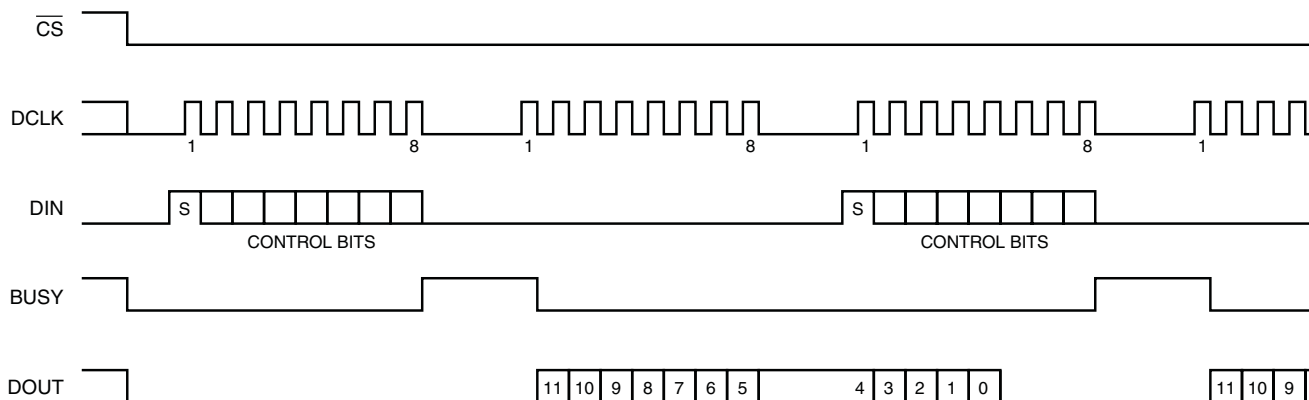 CS
DCLK
1 8 1 8 1 8 1
DIN
S S
CONTROL BITS CONTROL BITS
BUSY
DOUT
11 10 9 8 7 6 5 4 3 2 1 0 11 10 9